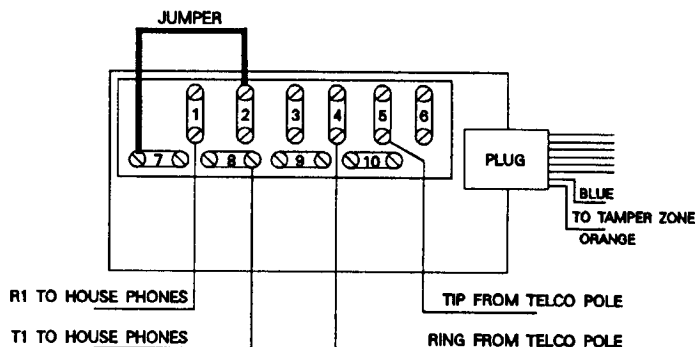 JUMPER
1 2 3 4 5 6
7 8 9 10
PLUG
BLUE
TO TAMPER ZONE
ORANGE
R1 TO HOUSE PHONES
TIP FROM TELCO POLE
T1 TO HOUSE PHONES
RING FROM TELCO POLE